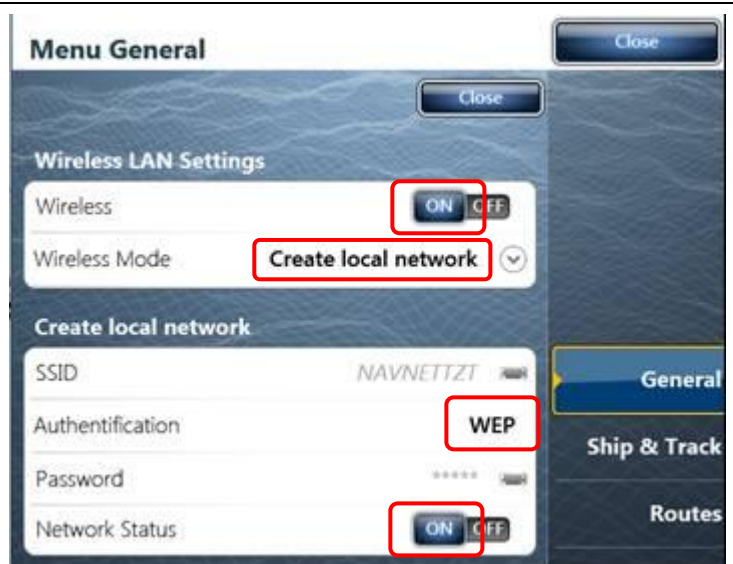 Menu General
Close
Close
Wireless LAN Settings
Wireless ON OFF
Wireless Mode Create local network
Create local network
SSID NAVNETTZT
Authentification WEP
Password *****
Network Status ON OFF
General
Ship & Track
Routes